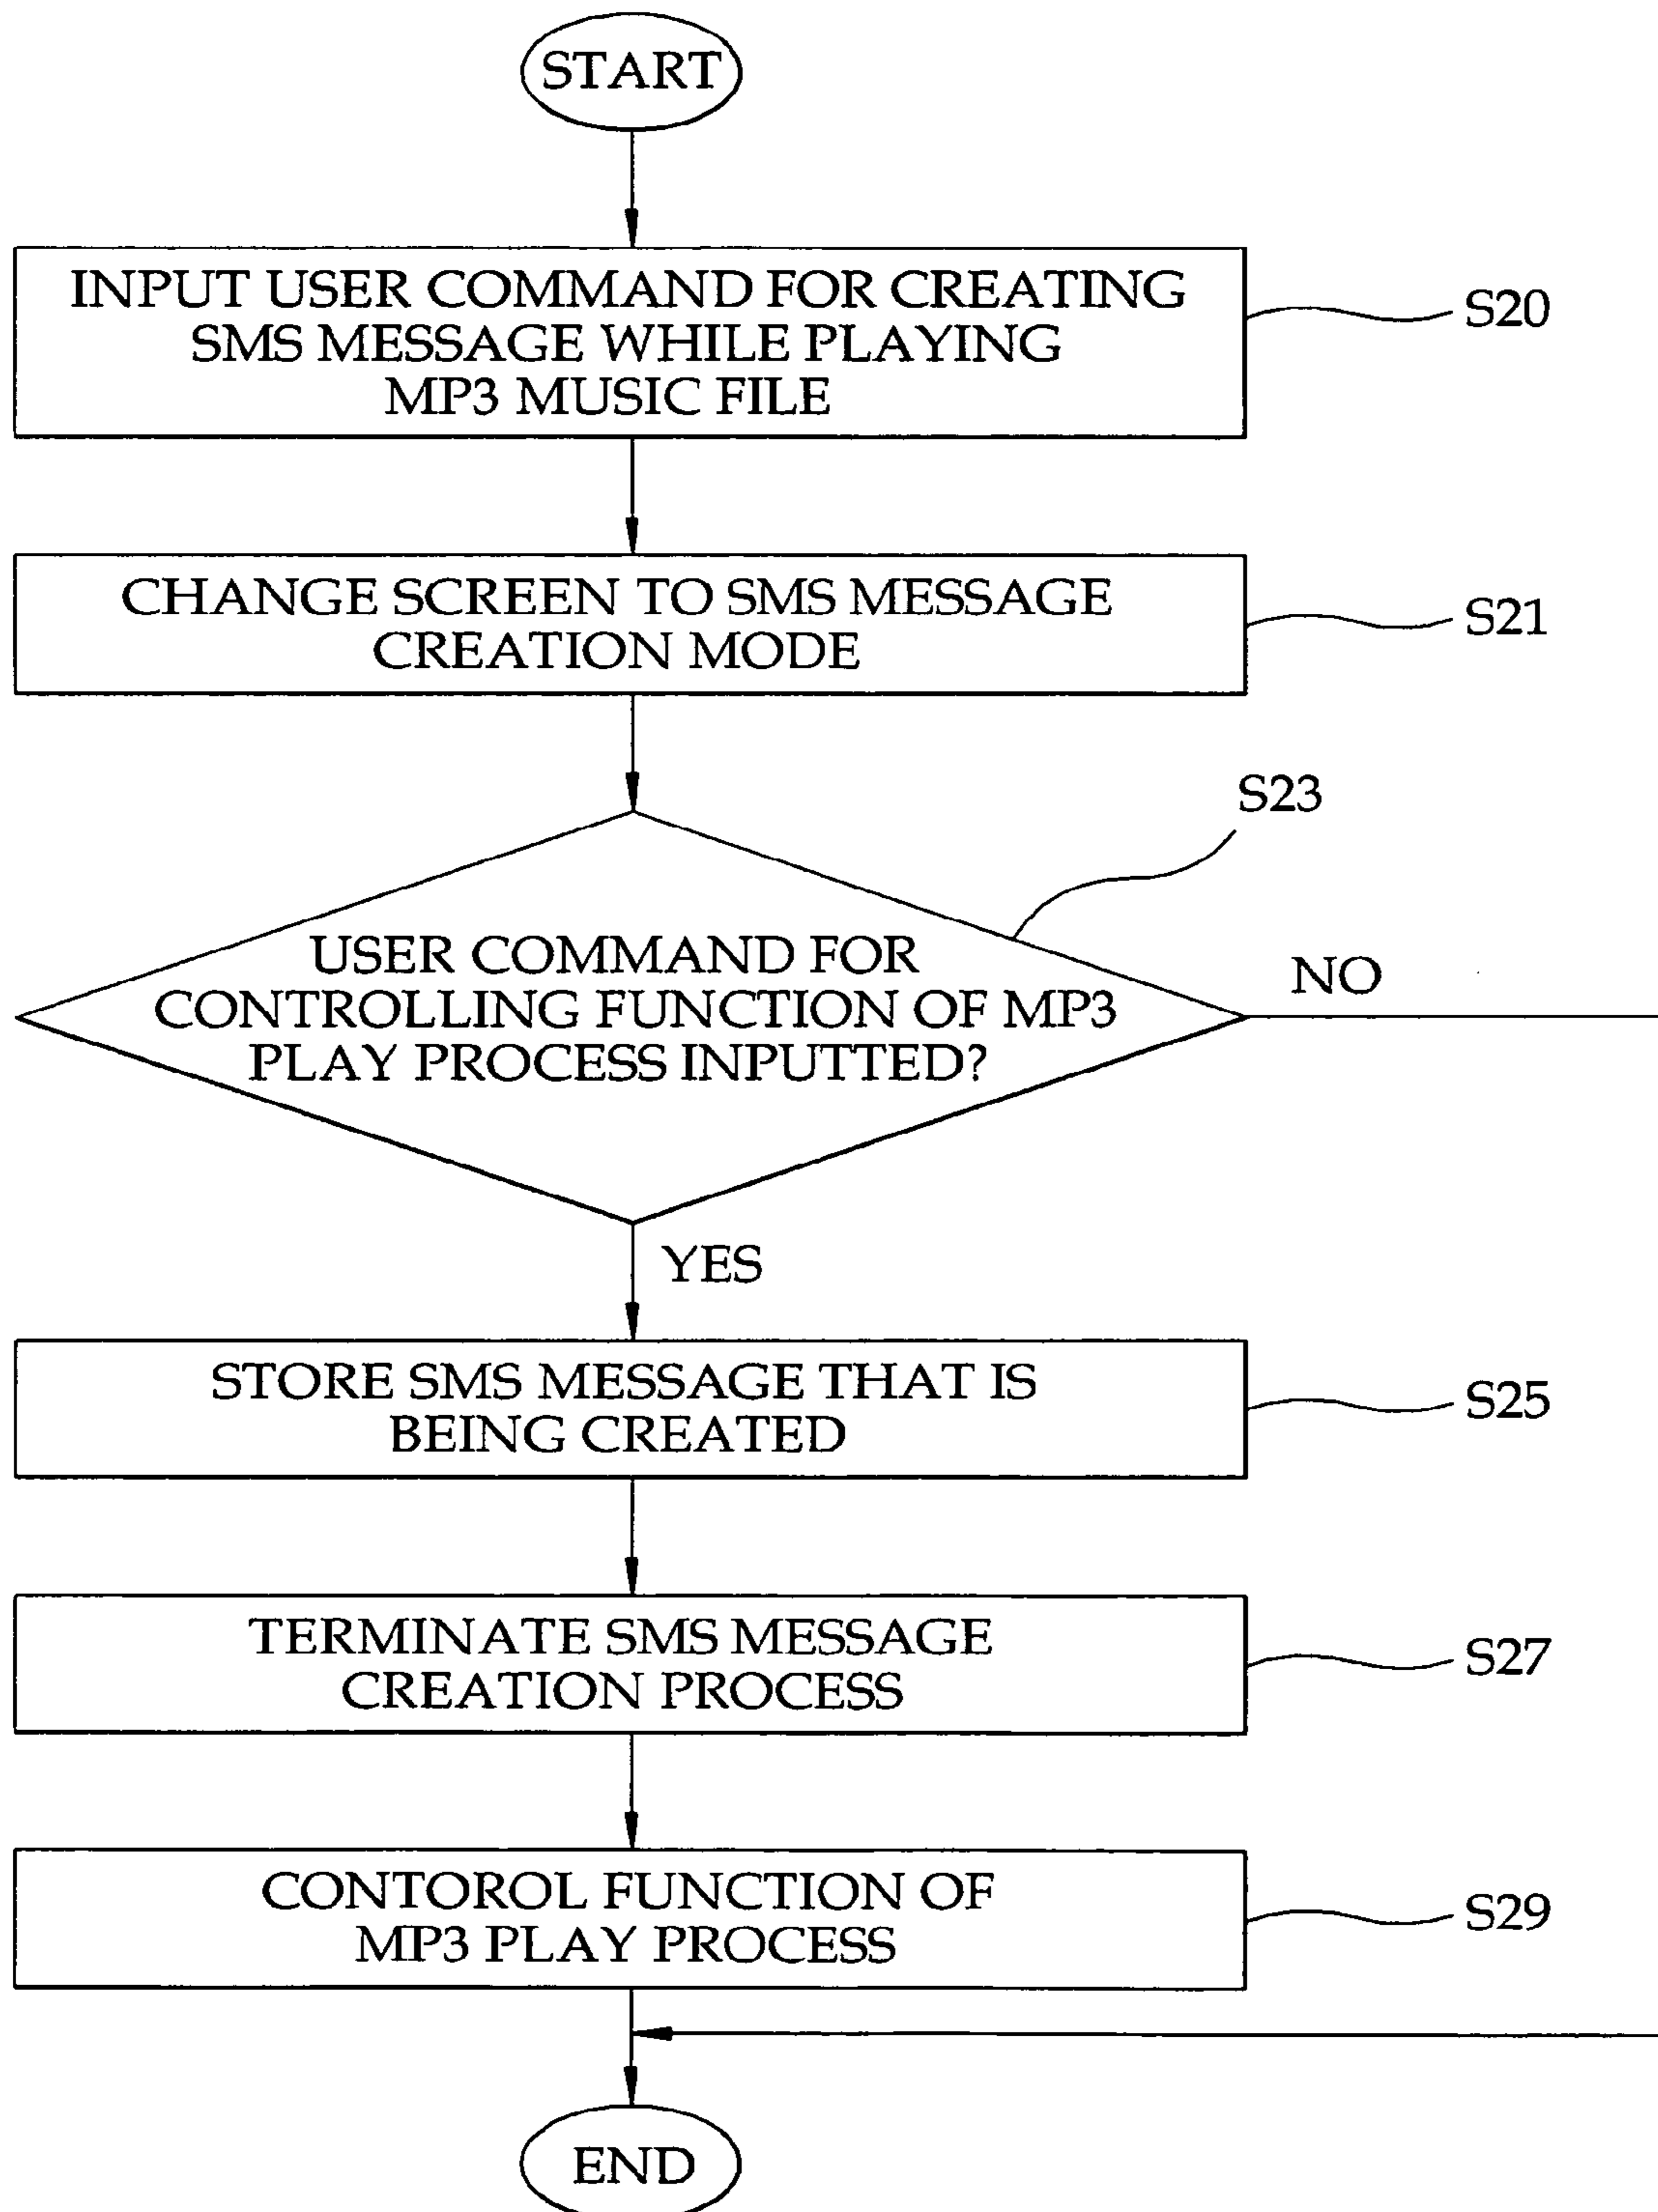 START
INPUT USER COMMAND FOR CREATING
SMS MESSAGE WHILE PLAYING
MP3 MUSIC FILE
S20
CHANGE SCREEN TO SMS MESSAGE
CREATION MODE
S21
S23
USER COMMAND FOR
CONTROLLING FUNCTION OF MP3
PLAY PROCESS INPUTTED?
NO
YES
STORE SMS MESSAGE THAT IS
BEING CREATED
S25
TERMINATE SMS MESSAGE
CREATION PROCESS
S27
CONTOROL FUNCTION OF
MP3 PLAY PROCESS
S29
END